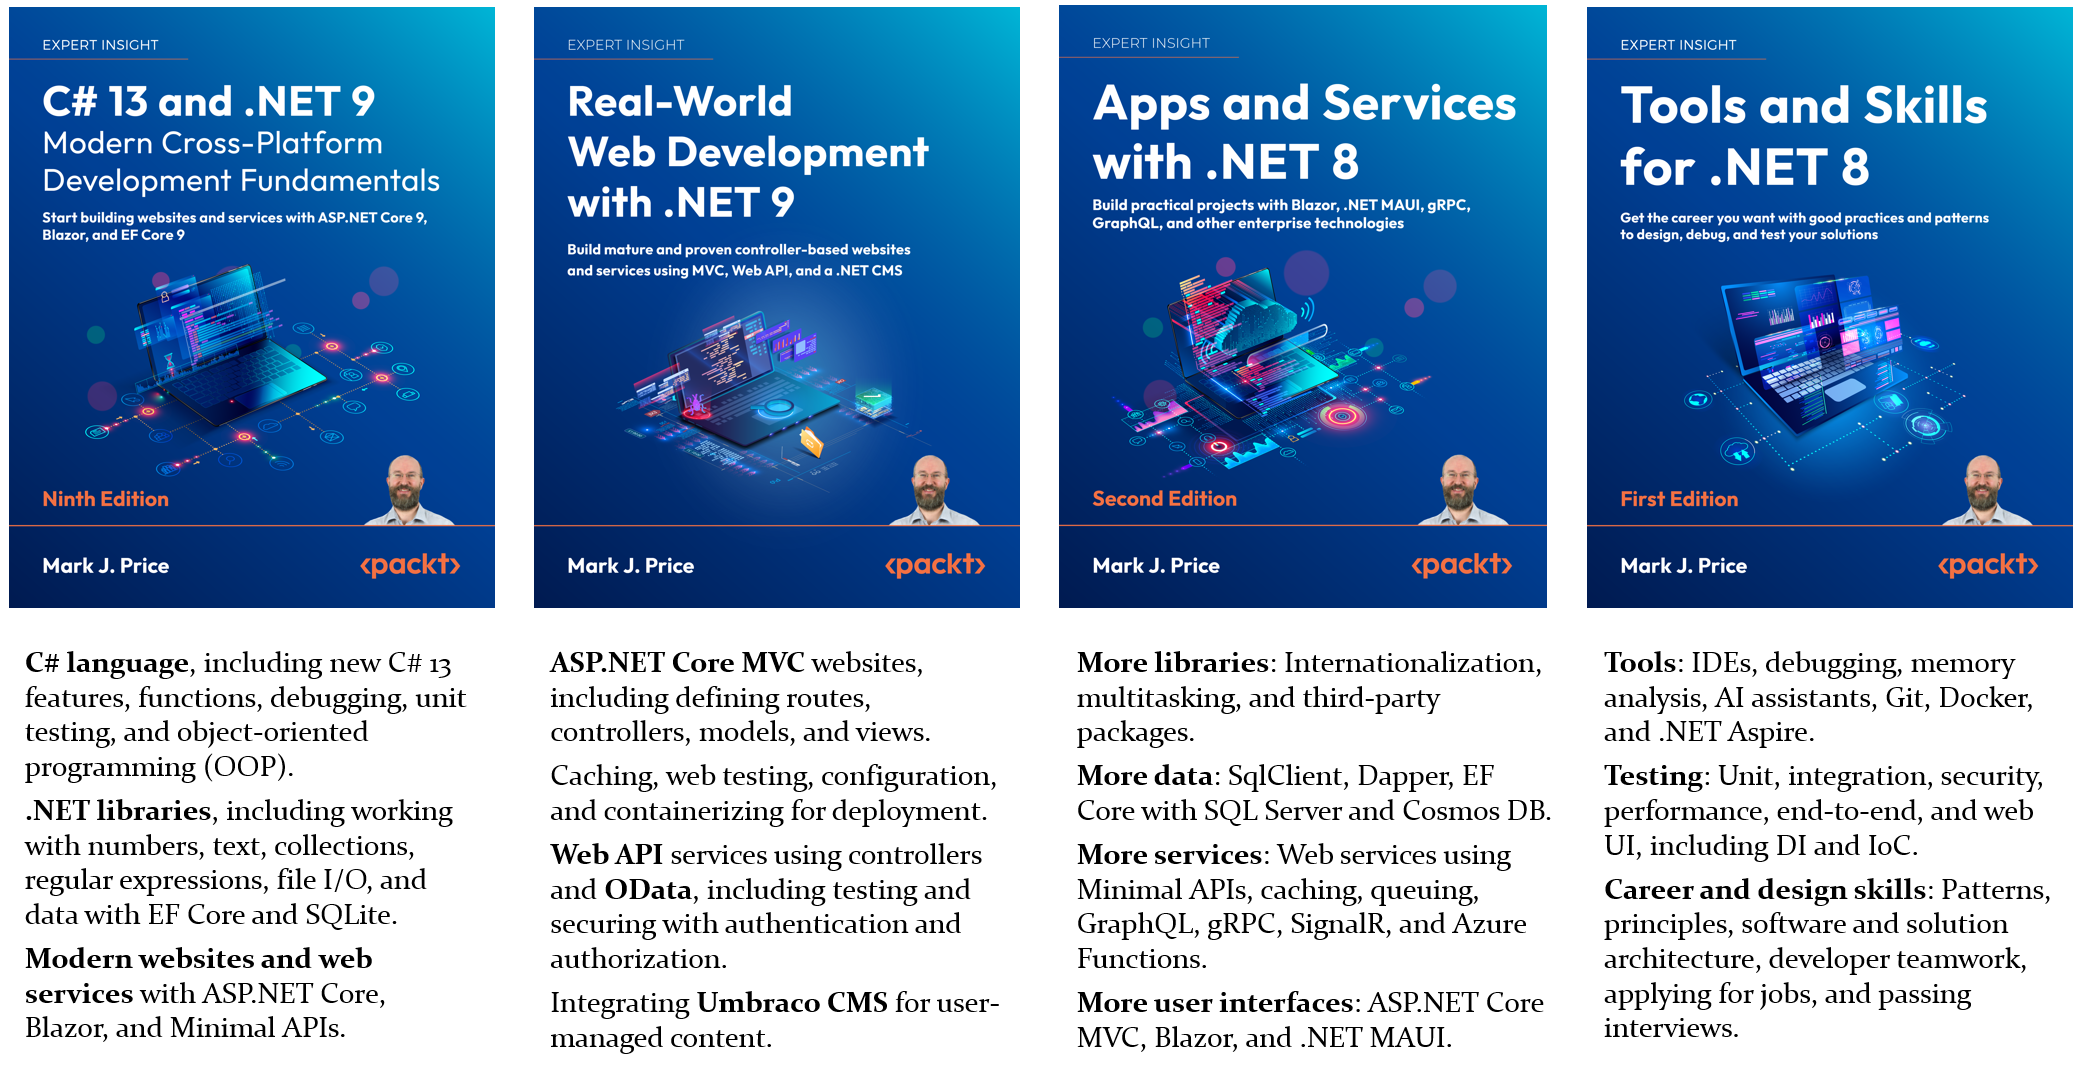 EXPERT INSIGHT
C# 13 and .NET 9
Modern Cross-Platform
Development Fundamentals
Start building websites and services with ASP.NET Core 9,
Blazor, and EF Core 9
Ninth Edition
Mark J. Price
<packt>
C# language, including new C# 13
features, functions, debugging, unit
testing, and object-oriented
programming (OOP).
.NET libraries, including working
with numbers, text, collections,
regular expressions, file I/O, and
data with EF Core and SQLite.
Modern websites and web
services with ASP.NET Core,
Blazor, and Minimal APIs.
EXPERT INSIGHT
Real-World
Web Development
with .NET 9
Build mature and proven controller-based websites
and services using MVC, Web API, and a .NET CMS
Mark J. Price
<packt>
ASP.NET Core MVC websites,
including defining routes,
controllers, models, and views.
Caching, web testing, configuration,
and containerizing for deployment.
Web API services using controllers
and OData, including testing and
securing with authentication and
authorization.
Integrating Umbraco CMS for user-
managed content.
EXPERT INSIGHT
Apps and Services
with .NET 8
Build practical projects with Blazor, .NET MAUI, gRPC,
GraphQL, and other enterprise technologies
Second Edition
Mark J. Price
<packt>
More libraries: Internationalization,
multitasking, and third-party
packages.
More data: SqlClient, Dapper, EF
Core with SQL Server and Cosmos DB.
More services: Web services using
Minimal APIs, caching, queuing,
GraphQL, gRPC, SignalR, and Azure
Functions.
More user interfaces: ASP.NET Core
MVC, Blazor, and .NET MAUI.
EXPERT INSIGHT
Tools and Skills
for .NET 8
Get the career you want with good practices and patterns
to design, debug, and test your solutions
First Edition
Mark J. Price
<packt>
Tools: IDEs, debugging, memory
analysis, AI assistants, Git, Docker,
and .NET Aspire.
Testing: Unit, integration, security,
performance, end-to-end, and web
UI, including DI and IoC.
Career and design skills: Patterns,
principles, software and solution
architecture, developer teamwork,
applying for jobs, and passing
interviews.